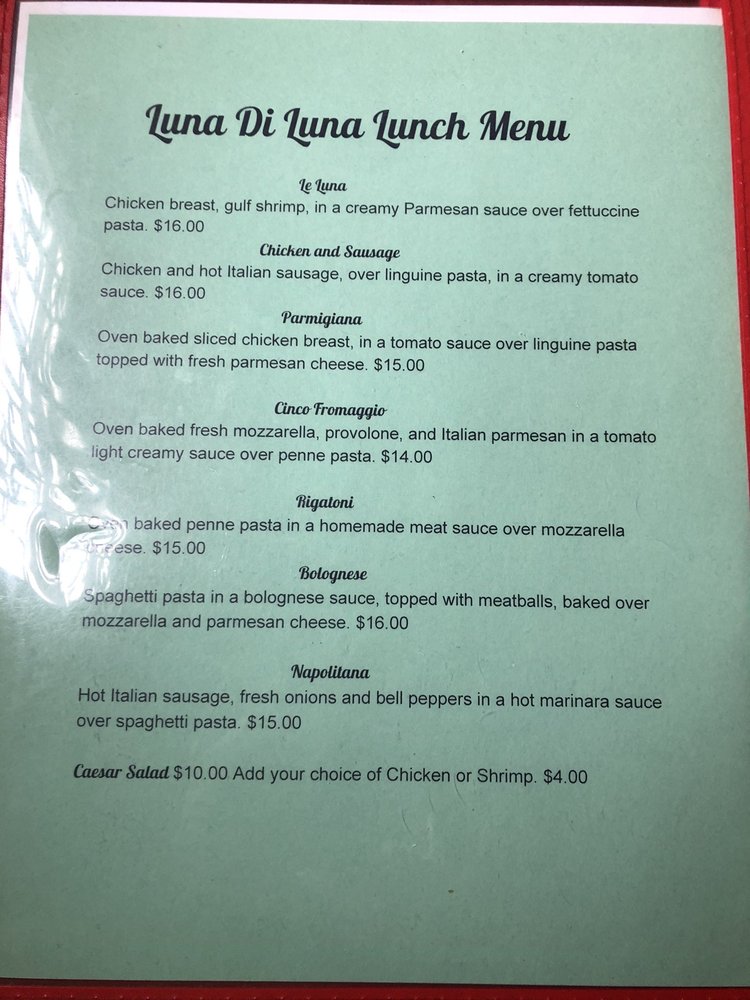 Luna Di Luna Lunch Menu
Le Luna
Chicken breast, gulf shrimp, in a creamy Parmesan sauce over fettuccine
pasta. $16.00
Chicken and Sausage
Chicken and hot Italian sausage, over linguine pasta, in a creamy tomato
sauce. $16.00
Parmigiana
Oven baked sliced chicken breast, in a tomato sauce over linguine pasta
topped with fresh parmesan cheese. $15.00
Cinco Fromaggio
Oven baked fresh mozzarella, provolone, and Italian parmesan in a tomato
light creamy sauce over penne pasta. $14.00
Rigatoni
Oven baked penne pasta in a homemade meat sauce over mozzarella
cheese. $15.00
Bolognese
Spaghetti pasta in a bolognese sauce, topped with meatballs, baked over
mozzarella and parmesan cheese. $16.00
Napolitana
Hot Italian sausage, fresh onions and bell peppers in a hot marinara sauce
over spaghetti pasta. $15.00
Caesar Salad $10.00 Add your choice of Chicken or Shrimp. $4.00